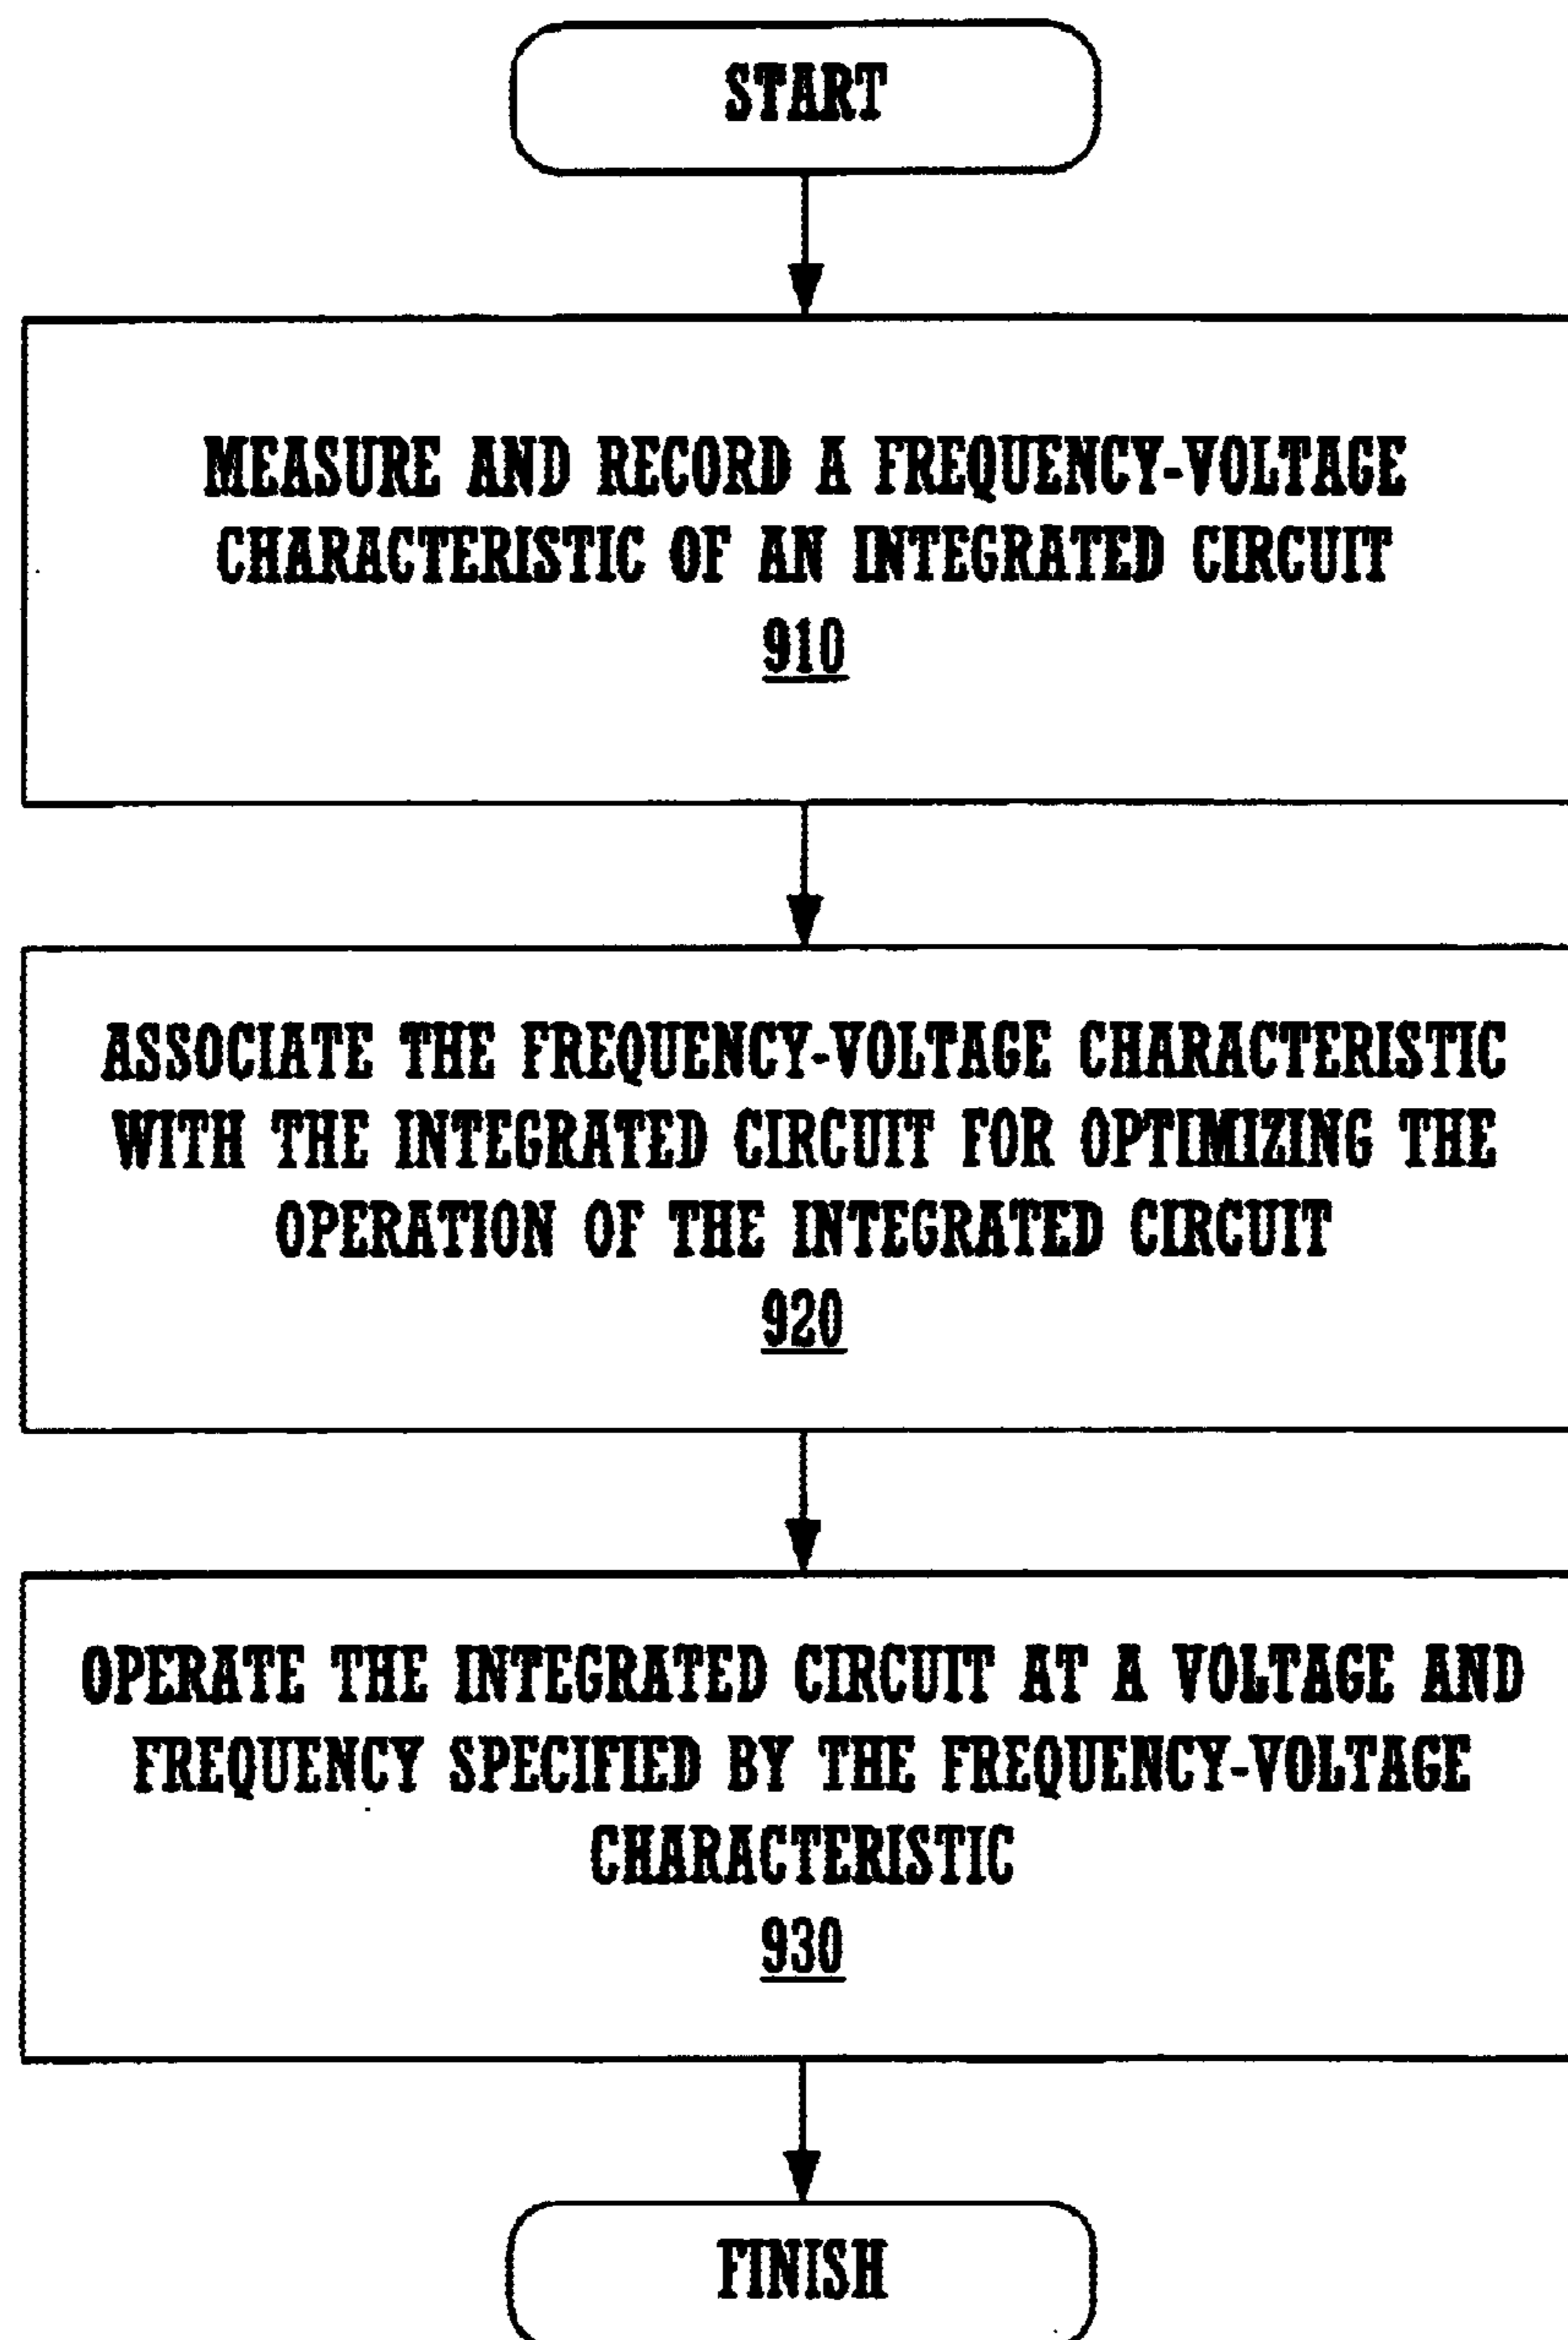 START
MEASURE AND RECORD A FREQUENCY-VOLTAGE
CHARACTERISTIC OF AN INTEGRATED CIRCUIT
910
ASSOCIATE THE FREQUENCY-VOLTAGE CHARACTERISTIC
WITH THE INTEGRATED CIRCUIT FOR OPTIMIZING THE
OPERATION OF THE INTEGRATED CIRCUIT
920
OPERATE THE INTEGRATED CIRCUIT AT A VOLTAGE AND
FREQUENCY SPECIFIED BY THE FREQUENCY-VOLTAGE
CHARACTERISTIC
930
FINISH